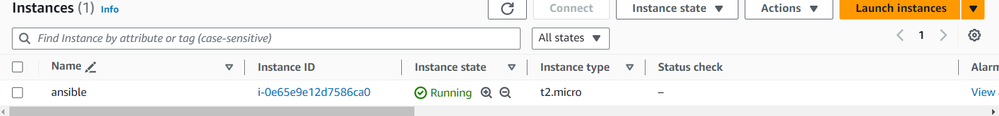 Instances (1) Info
Connect
Instance state
Actions
Launch instances
Find Instance by attribute or tag (case-sensitive)
All states
1
Name Instance ID Instance state Instance type Status check Alarm
ansible i-0e65e9e12d7586ca0 Running t2.micro – View